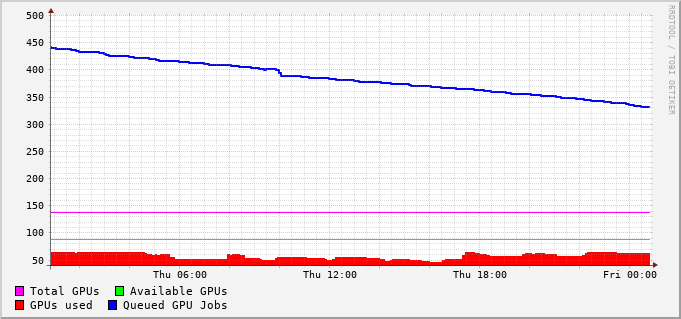 500
450
400
350
300
250
200
150
100
50
Thu 06:00 Thu 12:00 Thu 18:00 Fri 00:00
Total GPUs Available GPUs
GPUs used Queued GPU Jobs
RRDTOOL / TOBI OETIKER